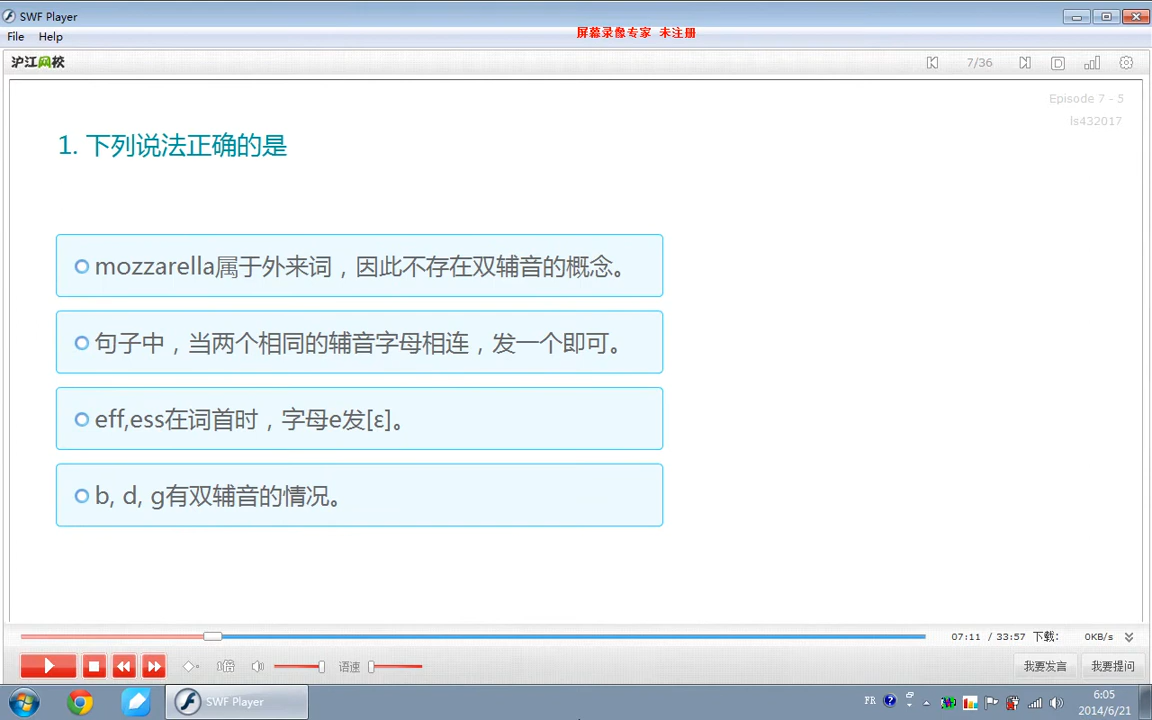 SWF Player
File Help
屏幕录像专家 未注册
沪江网校
7/36
Episode 7 - 5
ls432017
1. 下列说法正确的是
mozzarella属于外来词，因此不存在双辅音的概念。
句子中，当两个相同的辅音字母相连，发一个即可。
eff,ess在词首时，字母e发[ɛ]。
b, d, g有双辅音的情况。
07:11 / 33:57 下载： 0KB/s
1倍
语速
我要发言 我要提问
SWF Player
FR
6:05
2014/6/21